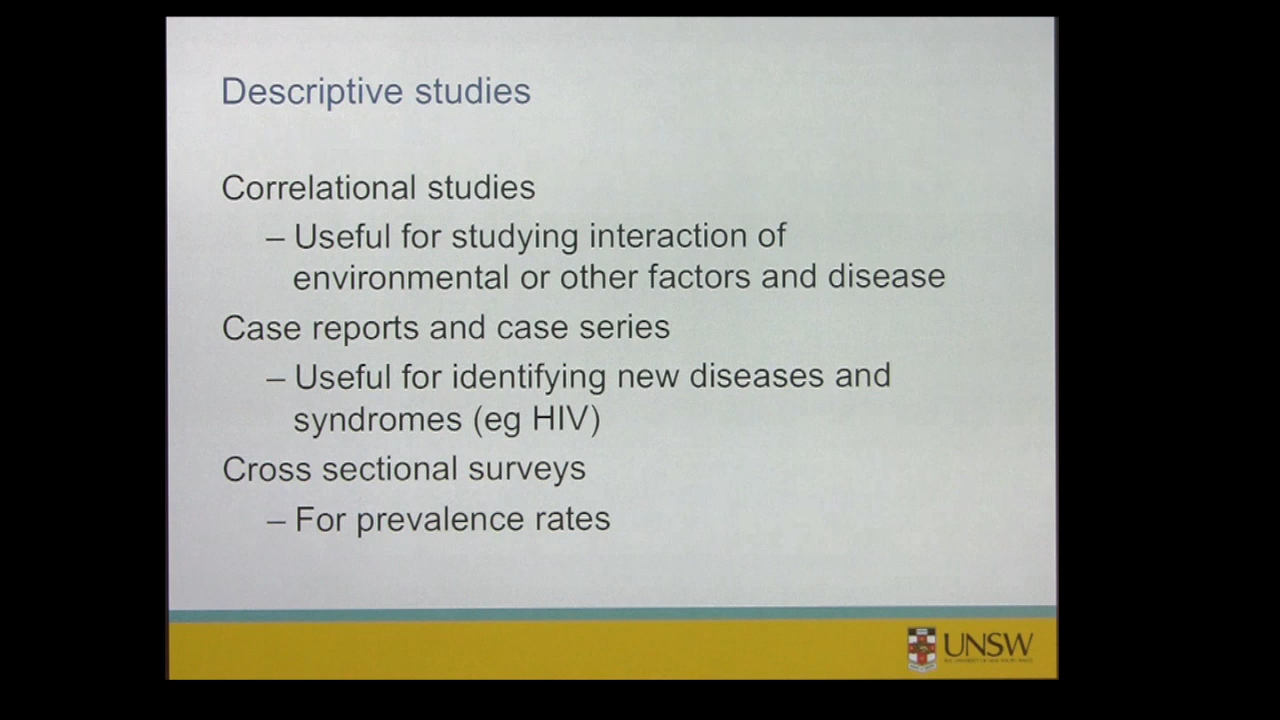 Descriptive studies
Correlational studies
– Useful for studying interaction of
environmental or other factors and disease
Case reports and case series
– Useful for identifying new diseases and
syndromes (eg HIV)
Cross sectional surveys
– For prevalence rates
UNSW